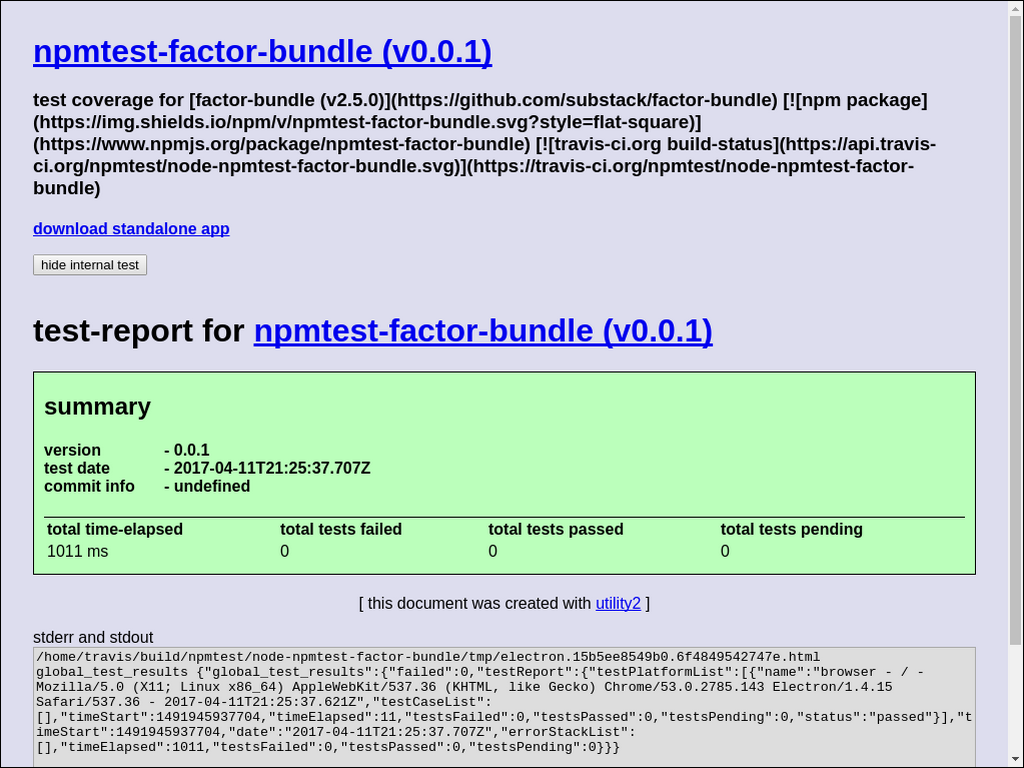 npmtest-factor-bundle (v0.0.1)
test coverage for [factor-bundle (v2.5.0)](https://github.com/substack/factor-bundle) [![npm package]
(https://img.shields.io/npm/v/npmtest-factor-bundle.svg?style=flat-square)]
(https://www.npmjs.org/package/npmtest-factor-bundle) [![travis-ci.org build-status](https://api.travis-
ci.org/npmtest/node-npmtest-factor-bundle.svg)](https://travis-ci.org/npmtest/node-npmtest-factor-
bundle)
download standalone app
hide internal test
test-report for npmtest-factor-bundle (v0.0.1)
summary
version - 0.0.1
test date - 2017-04-11T21:25:37.707Z
commit info - undefined
total time-elapsed total tests failed total tests passed total tests pending
1011 ms 0 0 0
[ this document was created with utility2 ]
stderr and stdout
/home/travis/build/npmtest/node-npmtest-factor-bundle/tmp/electron.15b5ee8549b0.6f4849542747e.html
global_test_results {"global_test_results":{"failed":0,"testReport":{"testPlatformList":[{"name":"browser - / -
Mozilla/5.0 (X11; Linux x86_64) AppleWebKit/537.36 (KHTML, like Gecko) Chrome/53.0.2785.143 Electron/1.4.15
Safari/537.36 - 2017-04-11T21:25:37.621Z","testCaseList":
[],"timeStart":1491945937704,"timeElapsed":11,"testsFailed":0,"testsPassed":0,"testsPending":0,"status":"passed"}],"t
imeStart":1491945937704,"date":"2017-04-11T21:25:37.707Z","errorStackList":
[],"timeElapsed":1011,"testsFailed":0,"testsPassed":0,"testsPending":0}}}